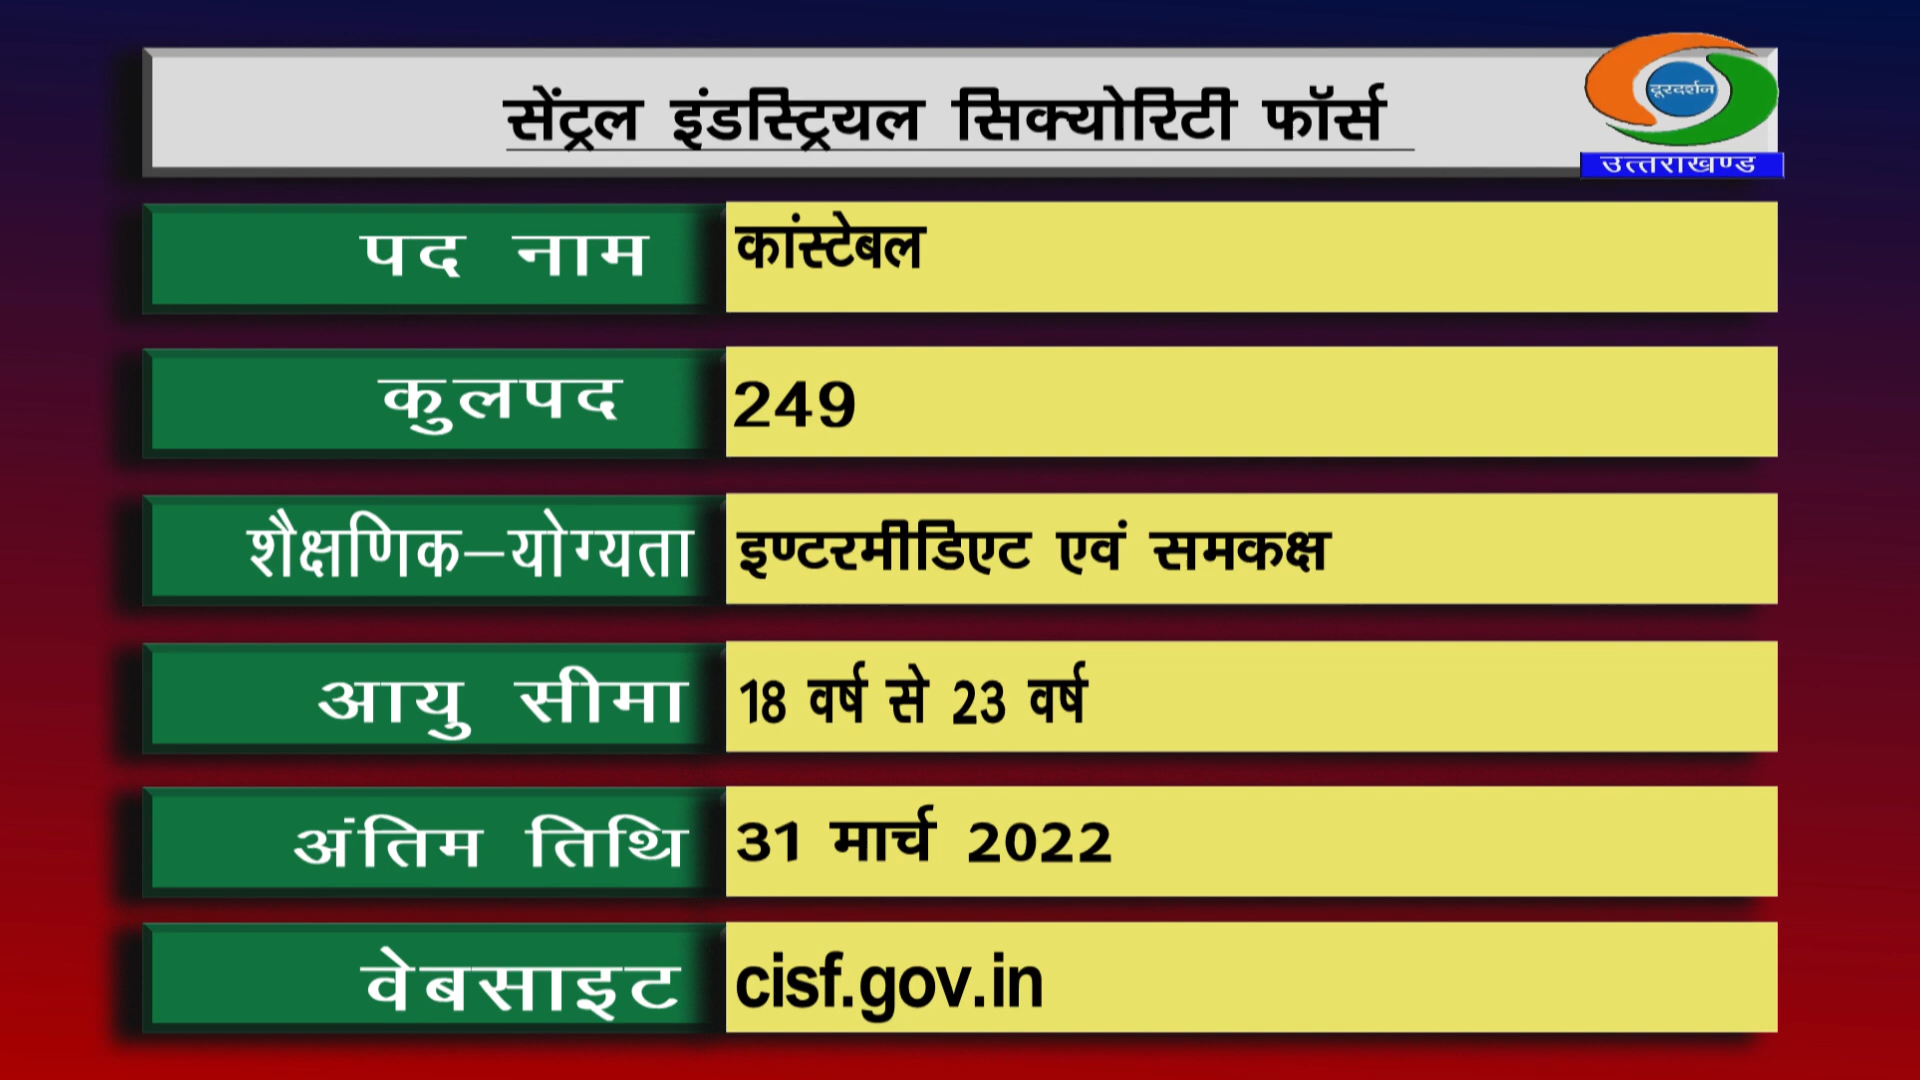 सेंट्रल इंडस्ट्रियल सिक्योरिटी फॉर्स
दूरदर्शन
उत्तराखण्ड
पद नाम कांस्टेबल
कुलपद 249
शैक्षणिक-योग्यता इण्टरमीडिएट एवं समकक्ष
आयु सीमा 18 वर्ष से 23 वर्ष
अंतिम तिथि 31 मार्च 2022
वेबसाइट cisf.gov.in